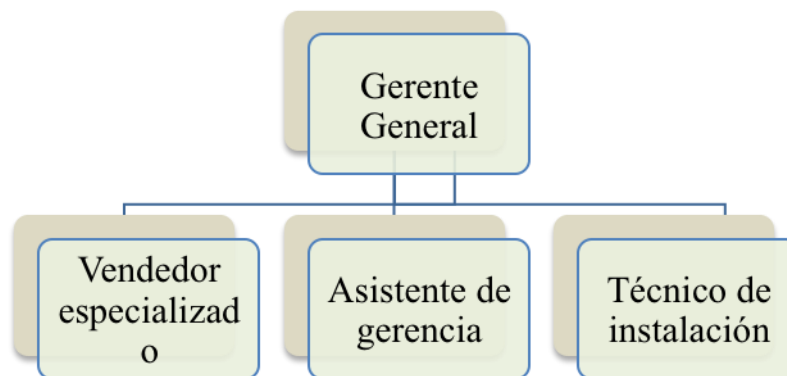 Gerente
General
Vendedor
especializad
o
Asistente de
gerencia
Técnico de
instalación